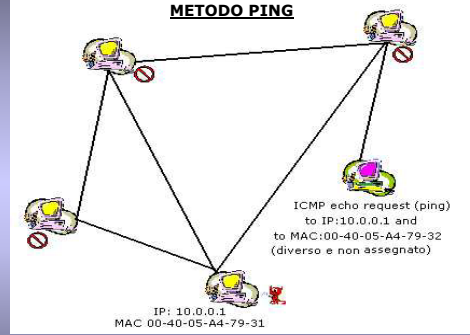 METODO PING
ICMP echo request (ping)
to IP:10.0.0.1 and
to MAC:00-40-05-A4-79-32
(diverso e non assegnato)
IP: 10.0.0.1
MAC 00-40-05-A4-79-31